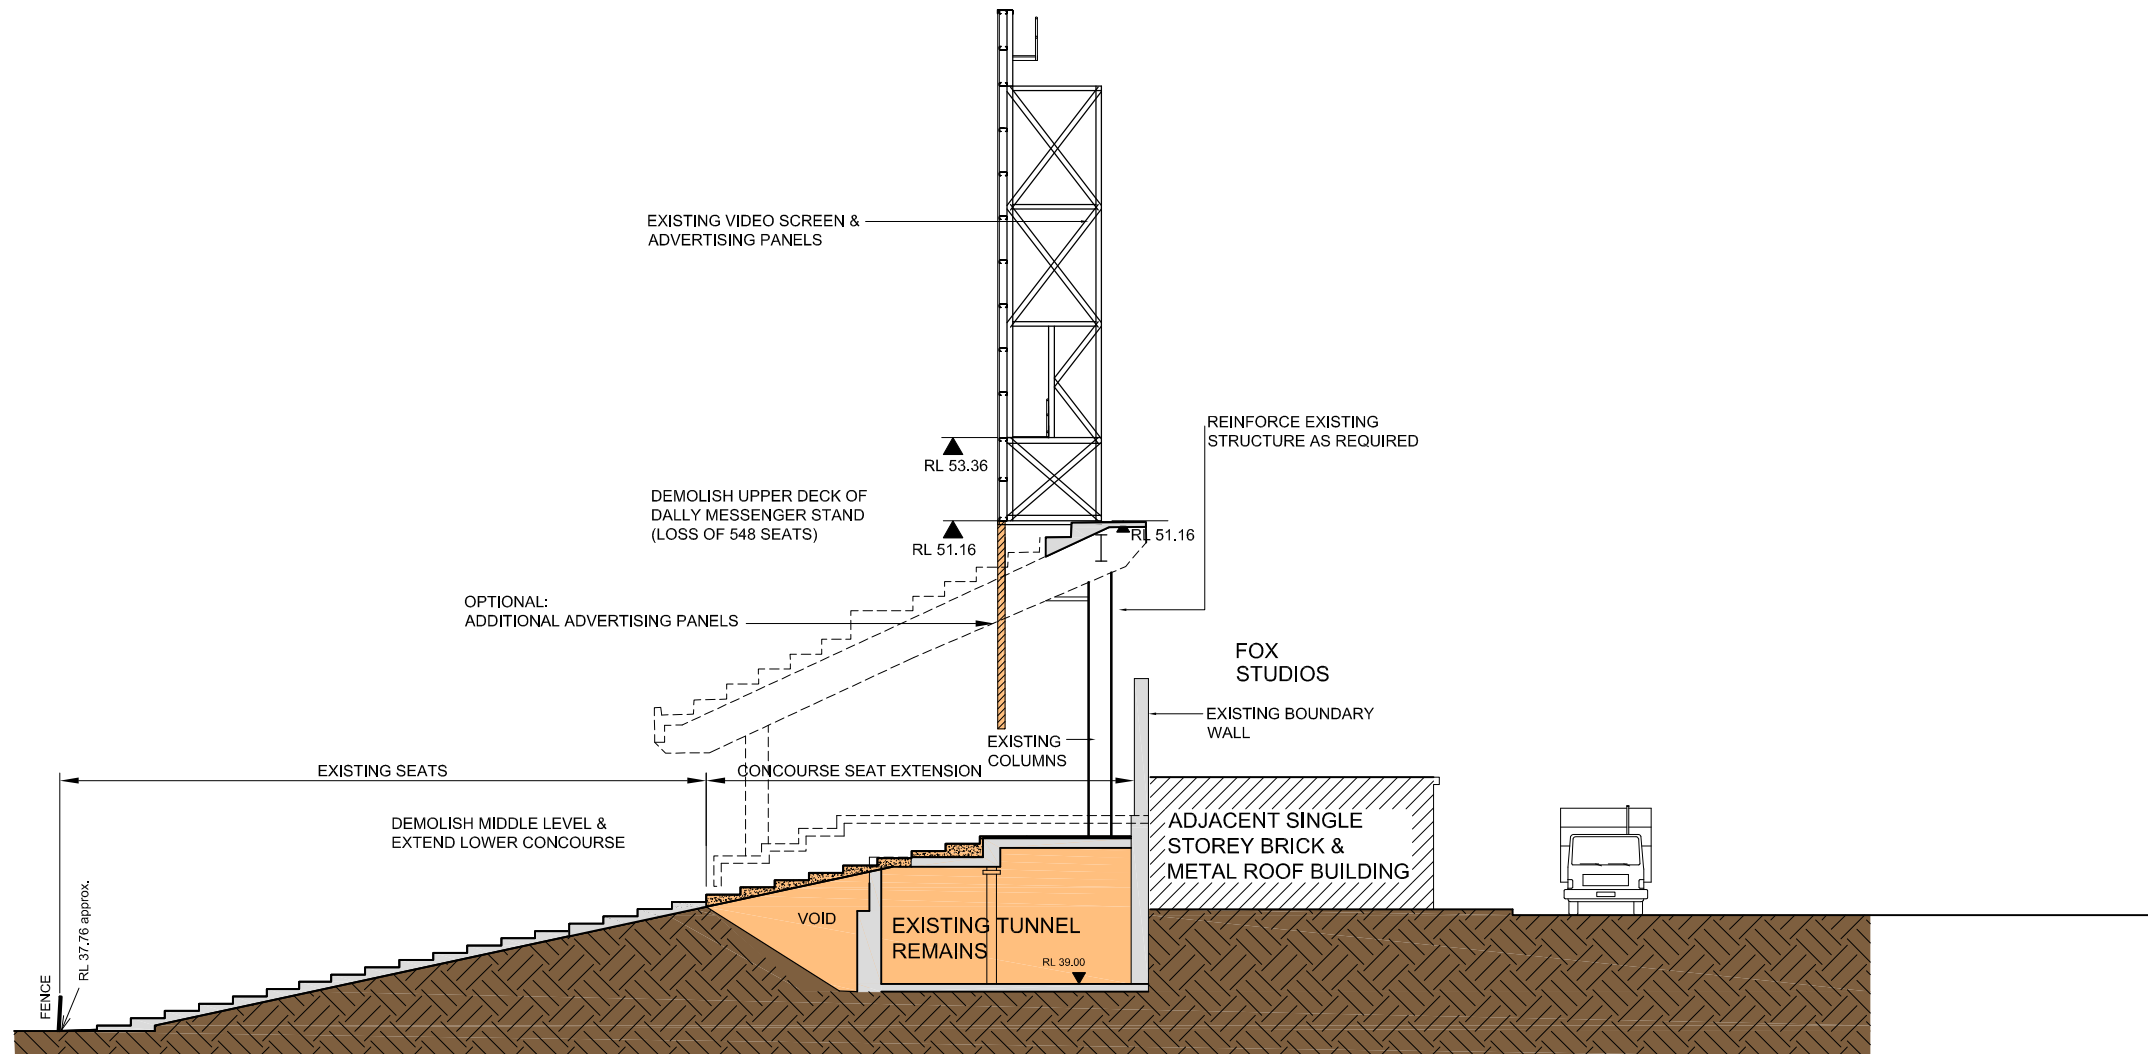 EXISTING VIDEO SCREEN &
ADVERTISING PANELS
REINFORCE EXISTING
STRUCTURE AS REQUIRED
RL 53.36
DEMOLISH UPPER DECK OF
DALLY MESSENGER STAND
(LOSS OF 548 SEATS)
RL 51.16
RL 51.16
OPTIONAL:
ADDITIONAL ADVERTISING PANELS
FOX
STUDIOS
EXISTING BOUNDARY
WALL
EXISTING
COLUMNS
EXISTING SEATS
CONCOURSE SEAT EXTENSION
DEMOLISH MIDDLE LEVEL &
EXTEND LOWER CONCOURSE
ADJACENT SINGLE
STOREY BRICK &
METAL ROOF BUILDING
VOID
EXISTING TUNNEL
REMAINS
RL 39.00
FENCE
RL 37.76 approx.